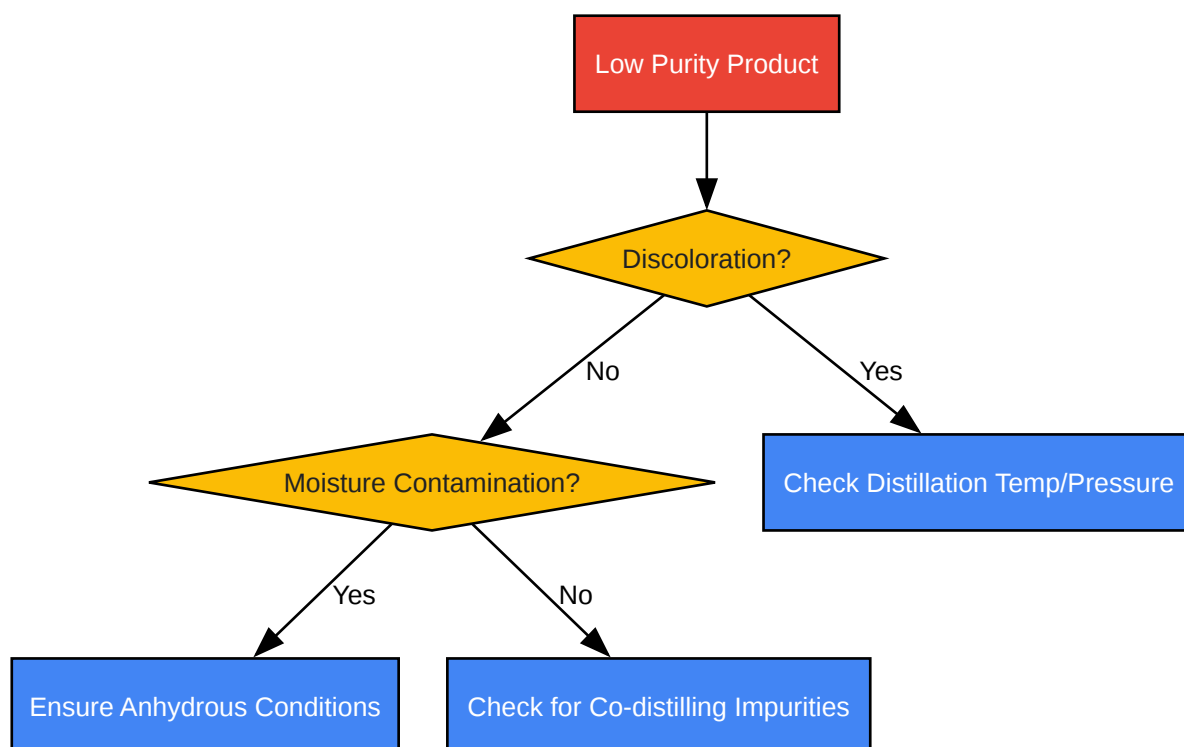 Low Purity Product
Discoloration?
No
Yes
Moisture Contamination?
Check Distillation Temp/Pressure
Yes
No
Ensure Anhydrous Conditions
Check for Co-distilling Impurities